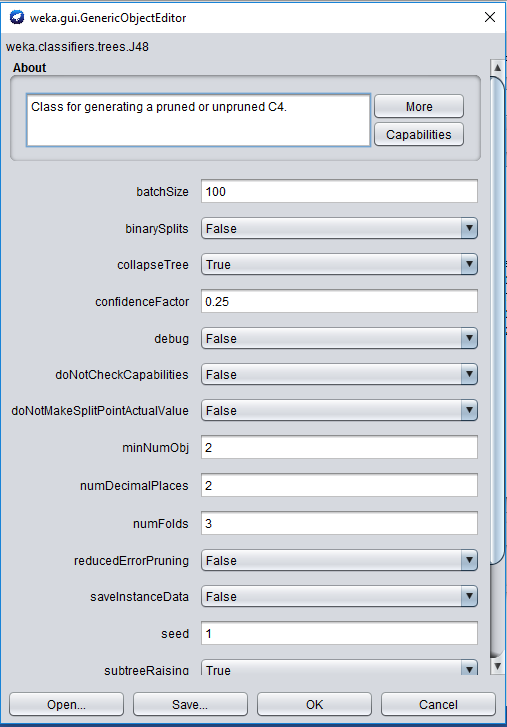 weka.gui.GenericObjectEditor
weka.classifiers.trees.J48
About
Class for generating a pruned or unpruned C4.
More
Capabilities
batchSize 100
binarySplits False
collapseTree True
confidenceFactor 0.25
debug False
doNotCheckCapabilities False
doNotMakeSplitPointActualValue False
minNumObj 2
numDecimalPlaces 2
numFolds 3
reducedErrorPruning False
saveInstanceData False
seed 1
subtreeRaising True
Open... Save... OK Cancel